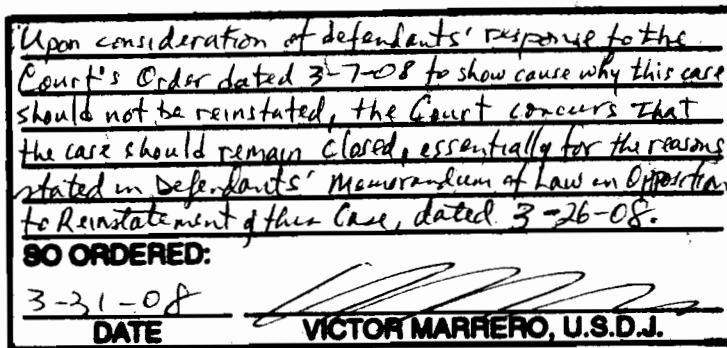 Upon consideration of defendants' response to the
Court's Order dated 3-7-08 to show cause why this case
should not be reinstated, the Court concurs that
the case should remain closed, essentially for the reasons
stated in Defendants' Memorandum of Law in Opposition
to Reinstatement of this Case, dated 3-26-08.
SO ORDERED:
3-31-08
DATE VICTOR MARRERO, U.S.D.J.